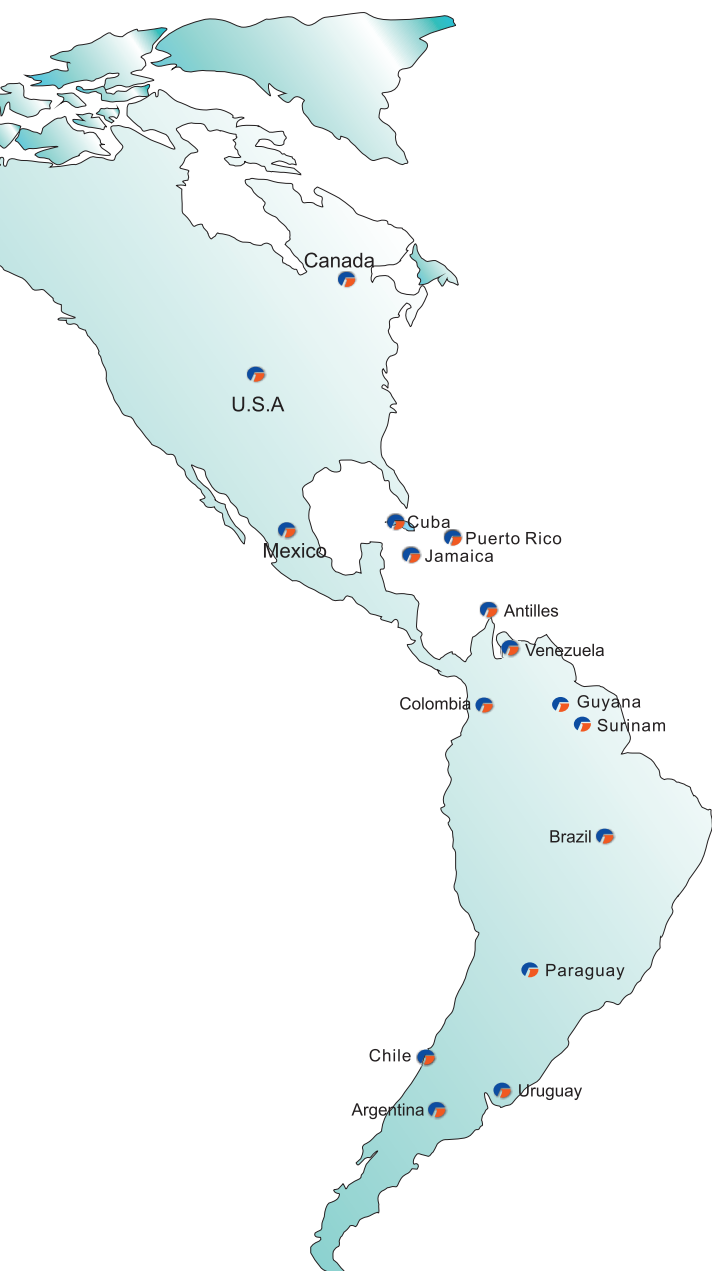 Canada
U.S.A
Cuba
Puerto Rico
Mexico
Jamaica
Antilles
Venezuela
Colombia
Guyana
Surinam
Brazil
Paraguay
Chile
Uruguay
Argentina